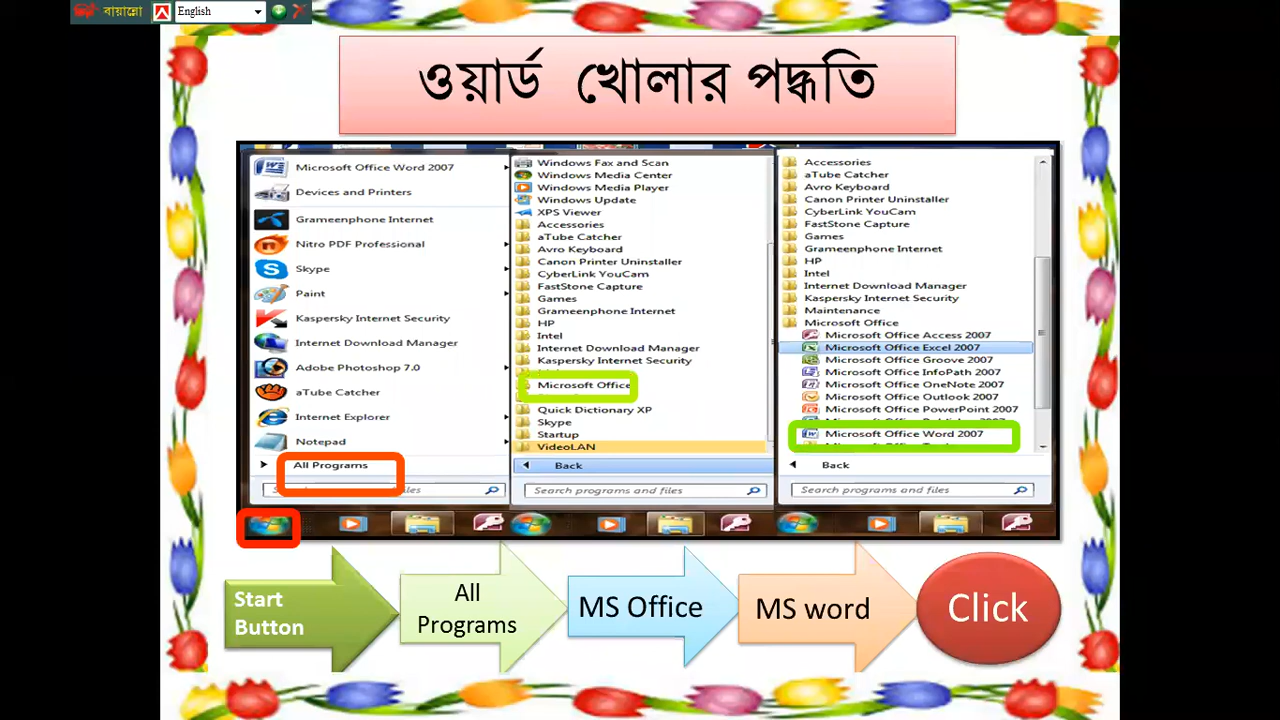 বায়ান্নো
English
ওয়ার্ড খোলার পদ্ধতি
Microsoft Office Word 2007
Devices and Printers
Grameenphone Internet
Nitro PDF Professional
Skype
Paint
Kaspersky Internet Security
Internet Download Manager
Adobe Photoshop 7.0
aTube Catcher
Internet Explorer
Notepad
All Programs
files
Windows Fax and Scan
Windows Media Center
Windows Media Player
Windows Update
XPS Viewer
Accessories
aTube Catcher
Avro Keyboard
Canon Printer Uninstaller
CyberLink YouCam
FastStone Capture
Games
Grameenphone Internet
HP
Intel
Internet Download Manager
Kaspersky Internet Security
Microsoft Office
Quick Dictionary XP
Skype
Startup
VideoLAN
Back
Search programs and files
Accessories
aTube Catcher
Avro Keyboard
Canon Printer Uninstaller
CyberLink YouCam
FastStone Capture
Games
Grameenphone Internet
HP
Intel
Internet Download Manager
Kaspersky Internet Security
Maintenance
Microsoft Office
Microsoft Office Access 2007
Microsoft Office Excel 2007
Microsoft Office Groove 2007
Microsoft Office InfoPath 2007
Microsoft Office OneNote 2007
Microsoft Office Outlook 2007
Microsoft Office PowerPoint 2007
Microsoft Office Word 2007
Back
Search programs and files
Start
Button
All
Programs
MS Office
MS word
Click